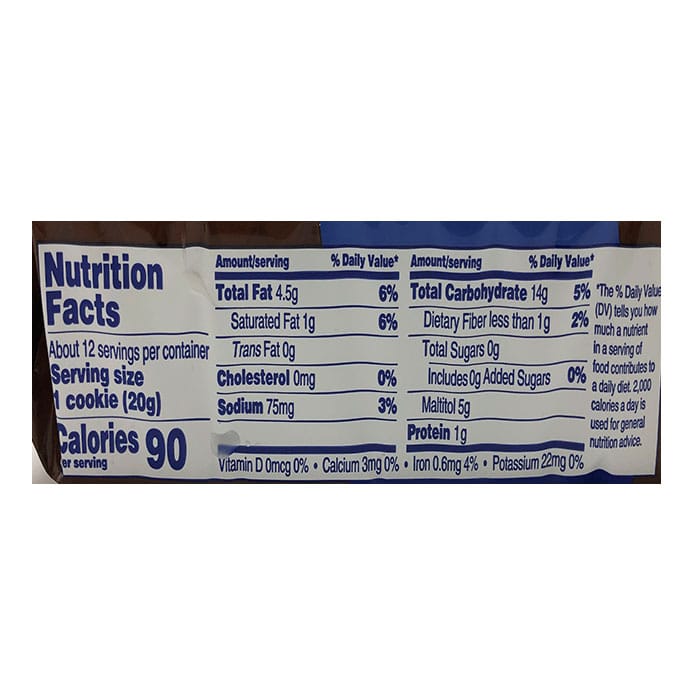 Nutrition
Facts
About 12 servings per container
Serving size
1 cookie (20g)
Calories 90
er serving
Amount/serving % Daily Value*
Total Fat 4.5g 6%
Saturated Fat 1g 6%
Trans Fat 0g
Cholesterol 0mg 0%
Sodium 75mg 3%
Amount/serving % Daily Value*
Total Carbohydrate 14g 5%
Dietary Fiber less than 1g 2%
Total Sugars 0g
Includes 0g Added Sugars 0%
Maltitol 5g
Protein 1g
Vitamin D 0mcg 0% • Calcium 3mg 0% • Iron 0.6mg 4% • Potassium 22mg 0%
*The % Daily Value
(DV) tells you how
much a nutrient
in a serving of
food contributes to
a daily diet. 2,000
calories a day is
used for general
nutrition advice.